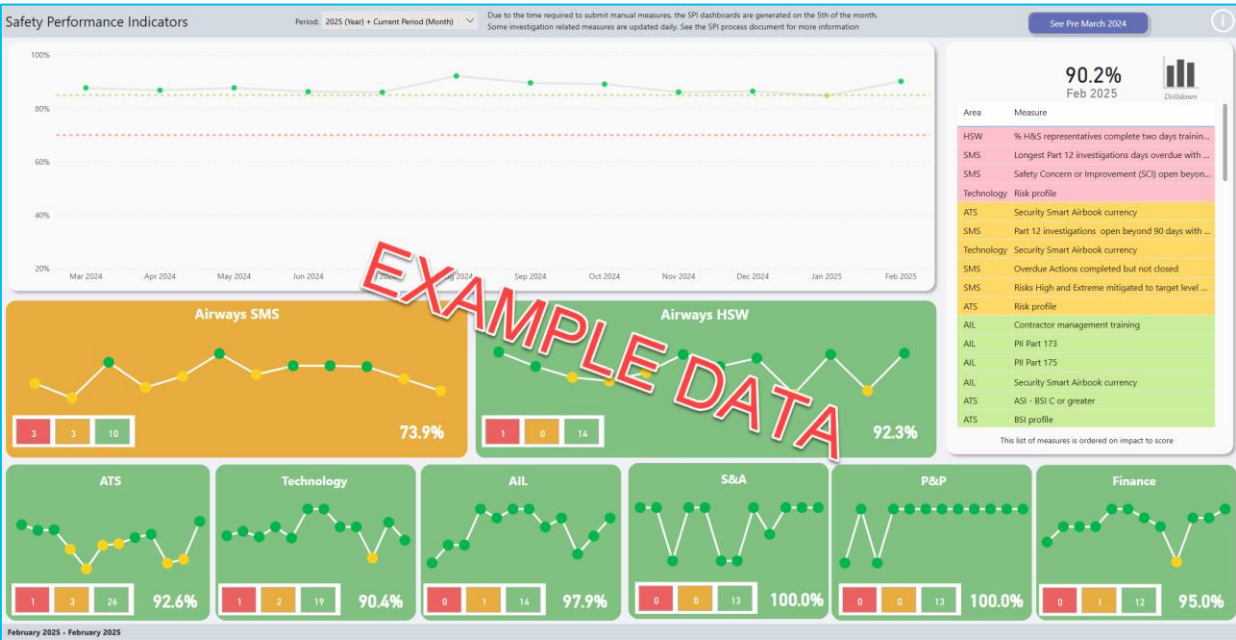 Safety Performance Indicators
Period: 2025 (Year) + Current Period (Month)
Due to the time required to submit manual measures, the SPI dashboards are generated on the 5th of the month.
Some investigation related measures are updated daily. See the SPI process document for more information
See Pre March 2024
100%
80%
60%
40%
20%
Mar 2024 Apr 2024 May 2024 Jun 2024 2024 Sep 2024 Oct 2024 Nov 2024 Dec 2024 Jan 2025 Feb 2025
90.2%
Feb 2025
Drilldown
Area Measure
HSW % H&S representatives complete two days trainin...
SMS Longest Part 12 investigations days overdue with ...
SMS Safety Concern or Improvement (SCI) open beyon...
Technology Risk profile
ATS Security Smart Airbook currency
SMS Part 12 investigations open beyond 90 days with ...
Technology Security Smart Airbook currency
SMS Overdue Actions completed but not closed
SMS Risks High and Extreme mitigated to target level ...
ATS Risk profile
AIL Contractor management training
AIL PII Part 173
AIL PII Part 175
AIL Security Smart Airbook currency
ATS ASI - BSI C or greater
ATS BSI profile
This list of measures is ordered on impact to score
EXAMPLE DATA
Airways SMS
3 3 10
73.9%
Airways HSW
1 0 14
92.3%
ATS
1 3 26
92.6%
Technology
1 2 19
90.4%
AIL
0 1 14
97.9%
S&A
0 0 13
100.0%
P&P
0 0 13
100.0%
Finance
0 1 12
95.0%
February 2025 - February 2025